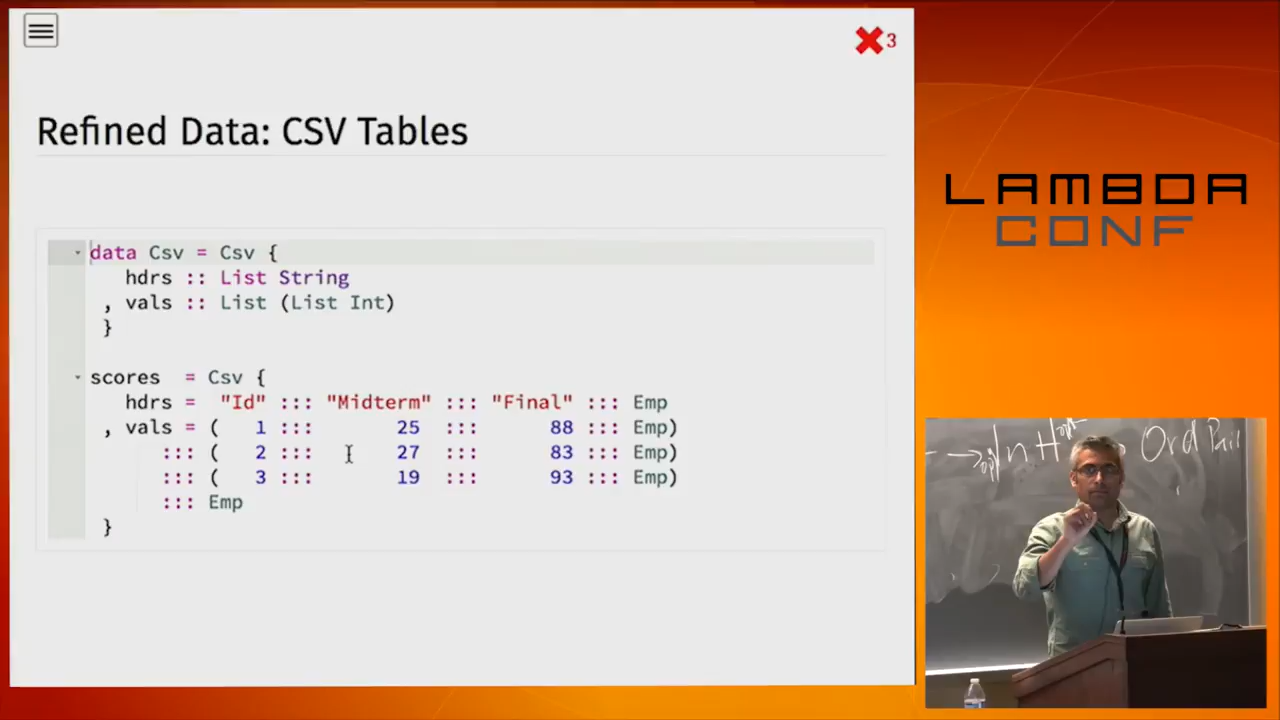 3
Refined Data: CSV Tables
data Csv = Csv {
hdrs :: List String
, vals :: List (List Int)
}
scores = Csv {
hdrs = "Id" ::: "Midterm" ::: "Final" ::: Emp
, vals = ( 1 ::: 25 ::: 88 ::: Emp)
::: ( 2 ::: 27 ::: 83 ::: Emp)
::: ( 3 ::: 19 ::: 93 ::: Emp)
::: Emp
}
LAMBDA
CONF
Ord Pair